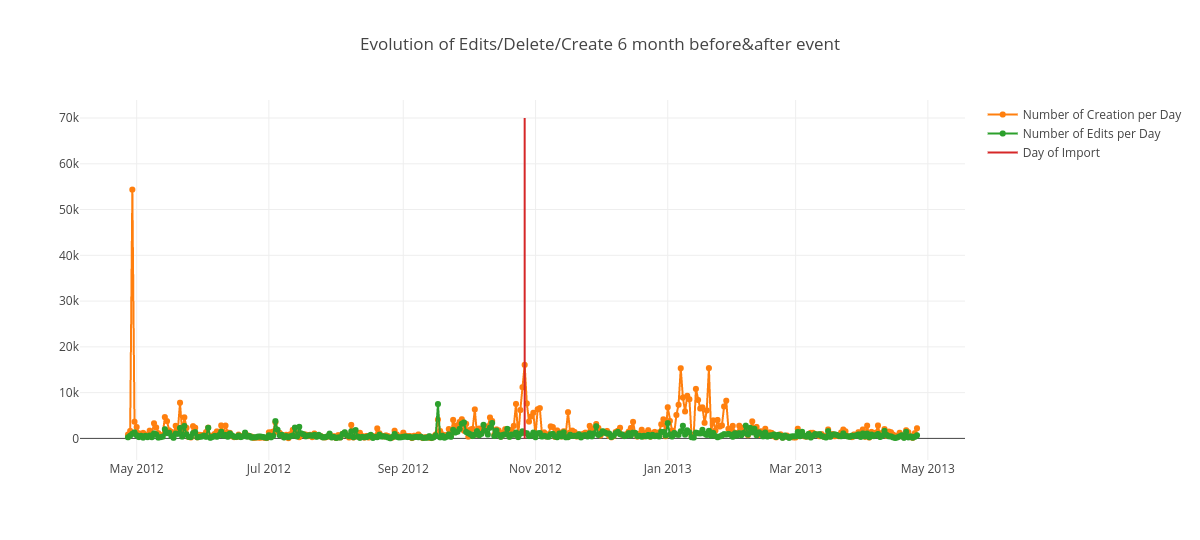 Evolution of Edits/Delete/Create 6 month before&after event
70k
60k
50k
40k
30k
20k
10k
0
May 2012
Jul 2012
Sep 2012
Nov 2012
Jan 2013
Mar 2013
May 2013
Number of Creation per Day
Number of Edits per Day
Day of Import